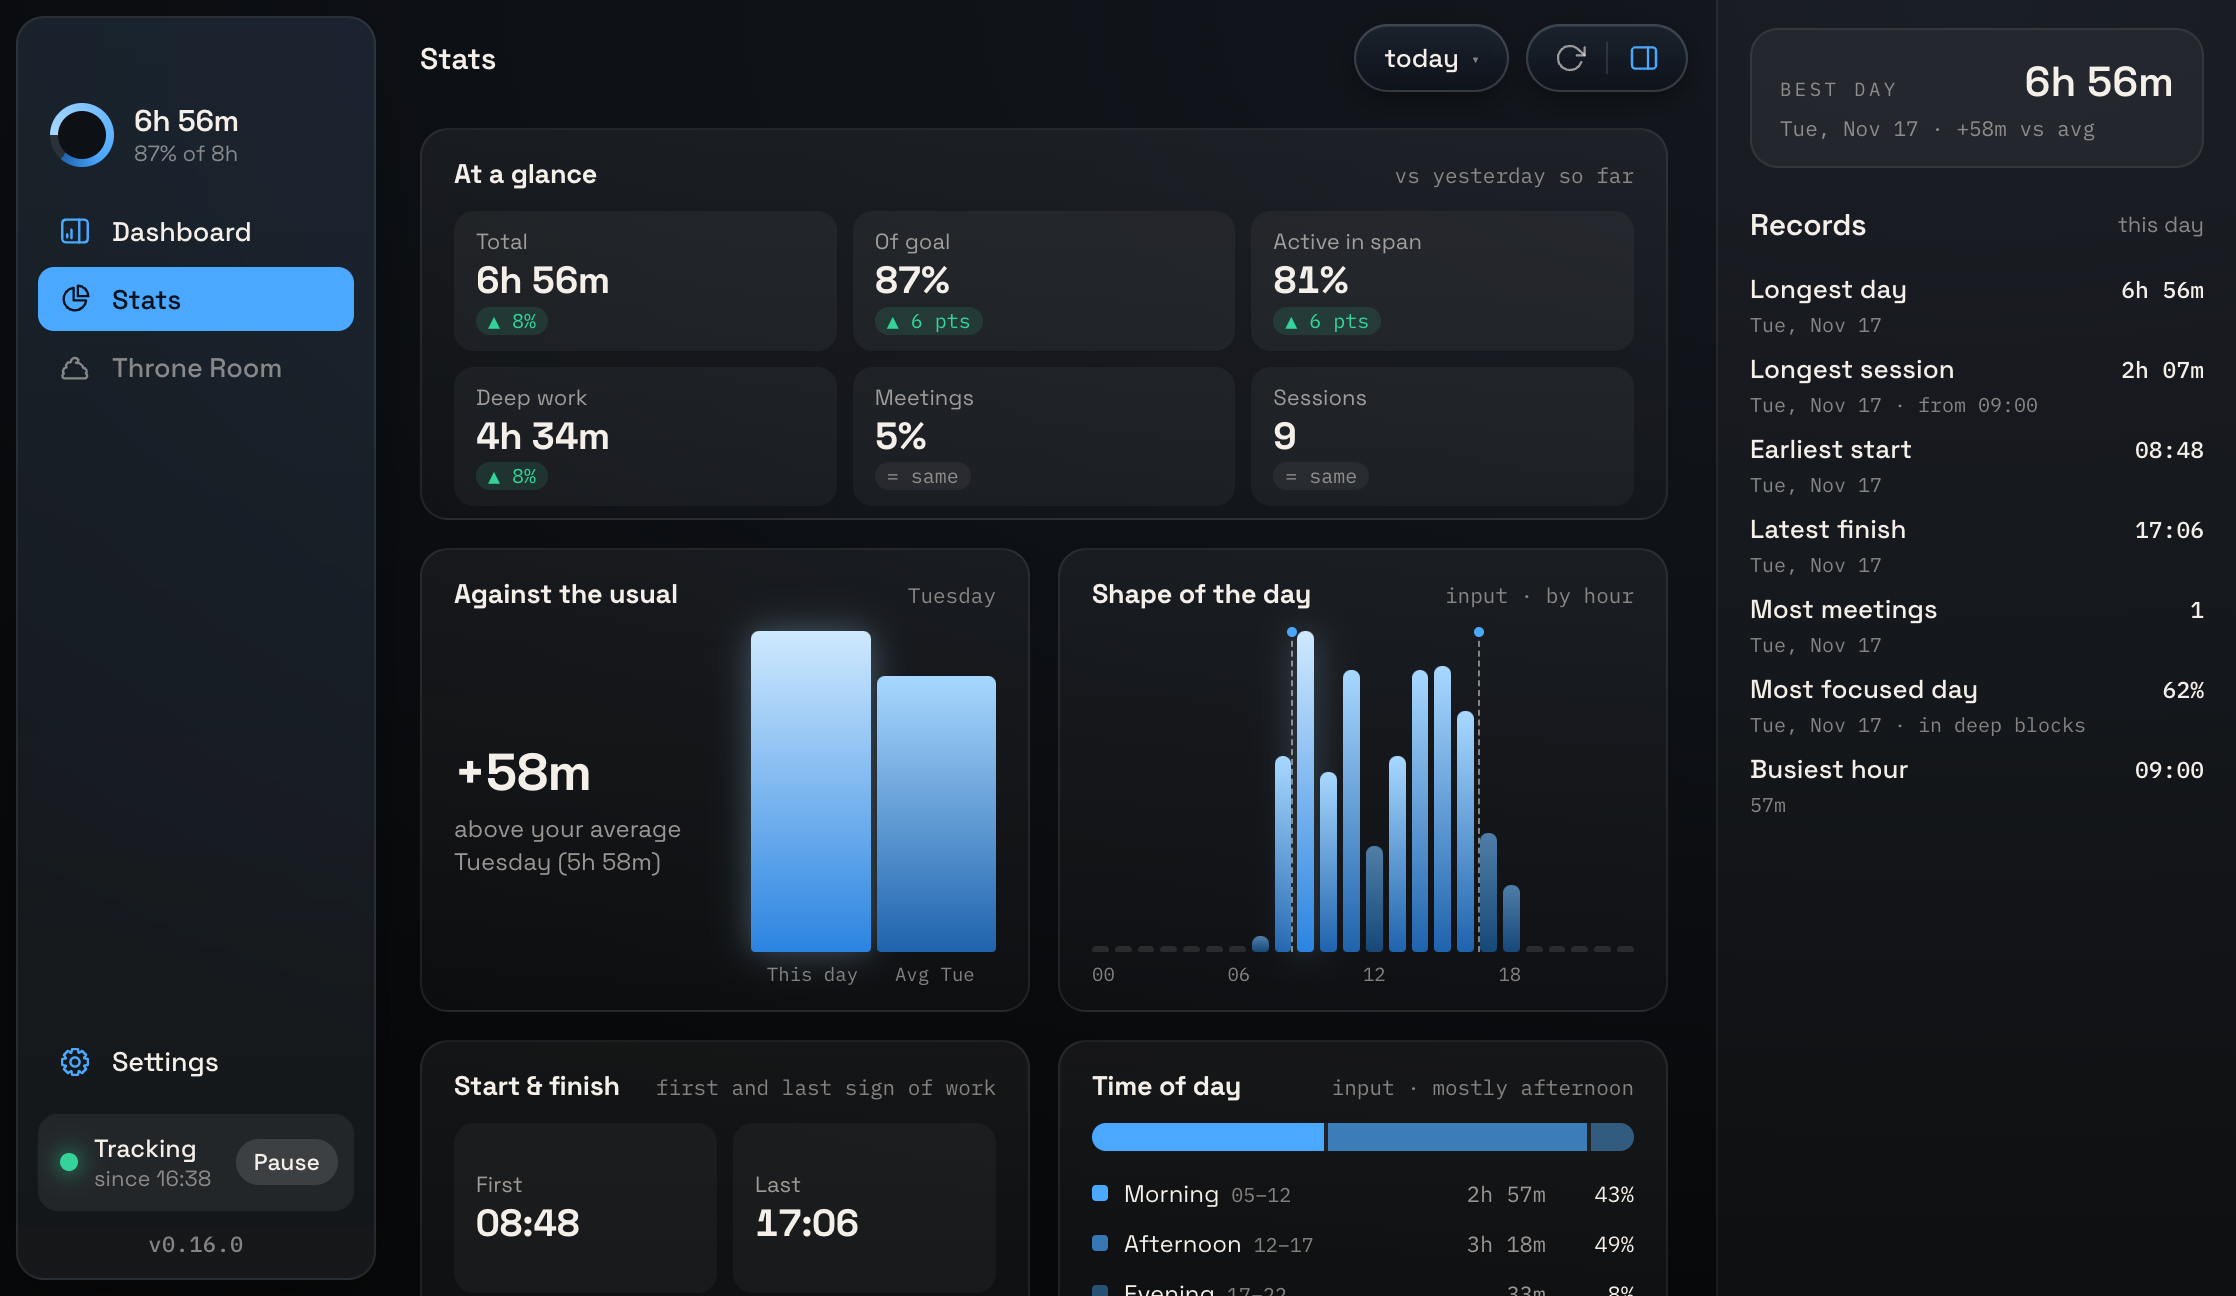 6h 56m
87% of 8h
Dashboard
Stats
Throne Room
Settings
Tracking
since 16:38
Pause
v0.16.0
Stats
today
At a glance
vs yesterday so far
Total
6h 56m
▲ 8%
Of goal
87%
▲ 6 pts
Active in span
81%
▲ 6 pts
Deep work
4h 34m
▲ 8%
Meetings
5%
= same
Sessions
9
= same
Against the usual
Tuesday
+58m
above your average
Tuesday (5h 58m)
This day
Avg Tue
Shape of the day
input · by hour
00
06
12
18
Start & finish
first and last sign of work
First
08:48
Last
17:06
Time of day
input · mostly afternoon
Morning 05–12 2h 57m 43%
Afternoon 12–17 3h 18m 49%
Evening 17–22 33m 8%
BEST DAY
6h 56m
Tue, Nov 17 · +58m vs avg
Records
this day
Longest day 6h 56m
Tue, Nov 17
Longest session 2h 07m
Tue, Nov 17 · from 09:00
Earliest start 08:48
Tue, Nov 17
Latest finish 17:06
Tue, Nov 17
Most meetings 1
Tue, Nov 17
Most focused day 62%
Tue, Nov 17 · in deep blocks
Busiest hour 09:00
57m